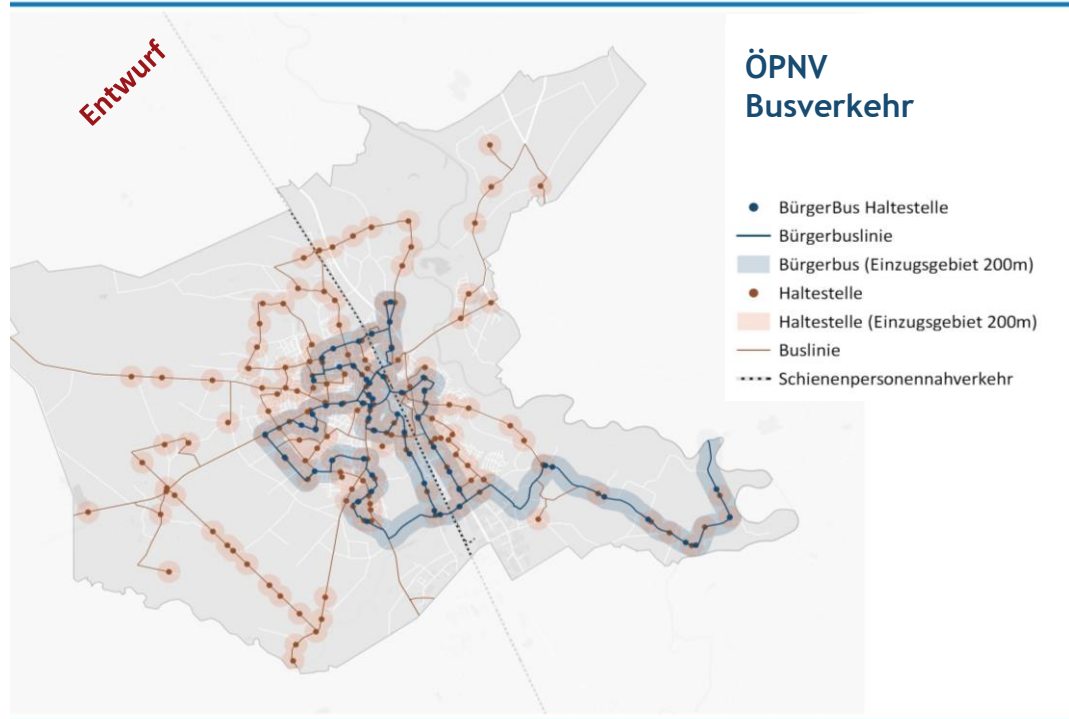 Entwurf
ÖPNV
Busverkehr
BürgerBus Haltestelle
Bürgerbuslinie
Bürgerbus (Einzugsgebiet 200m)
Haltestelle
Haltestelle (Einzugsgebiet 200m)
Buslinie
Schienenpersonennahverkehr